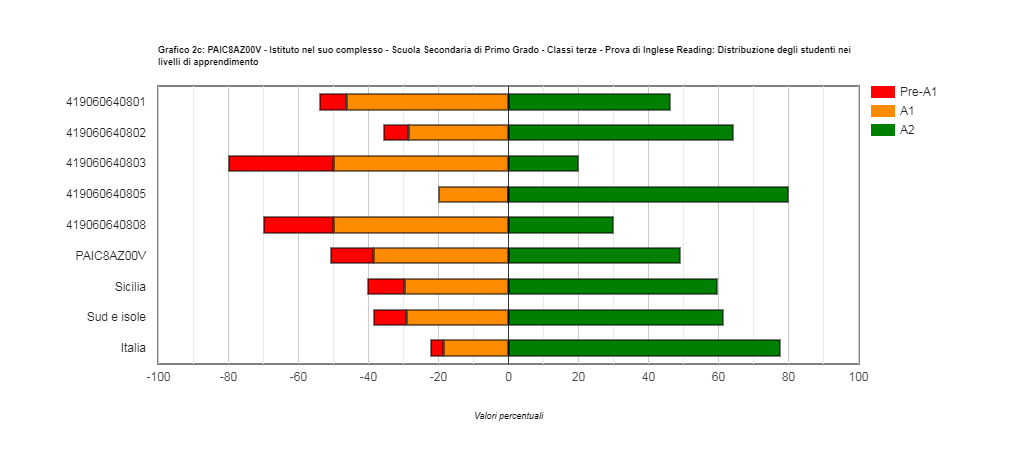 Grafico 2c: PAIC8AZ00V - Istituto nel suo complesso - Scuola Secondaria di Primo Grado - Classi terze - Prova di Inglese Reading: Distribuzione degli studenti nei
livelli di apprendimento
Pre-A1
A1
A2
419060640801
419060640802
419060640803
419060640805
419060640808
PAIC8AZ00V
Sicilia
Sud e isole
Italia
-100 -80 -60 -40 -20 0 20 40 60 80 100
Valori percentuali